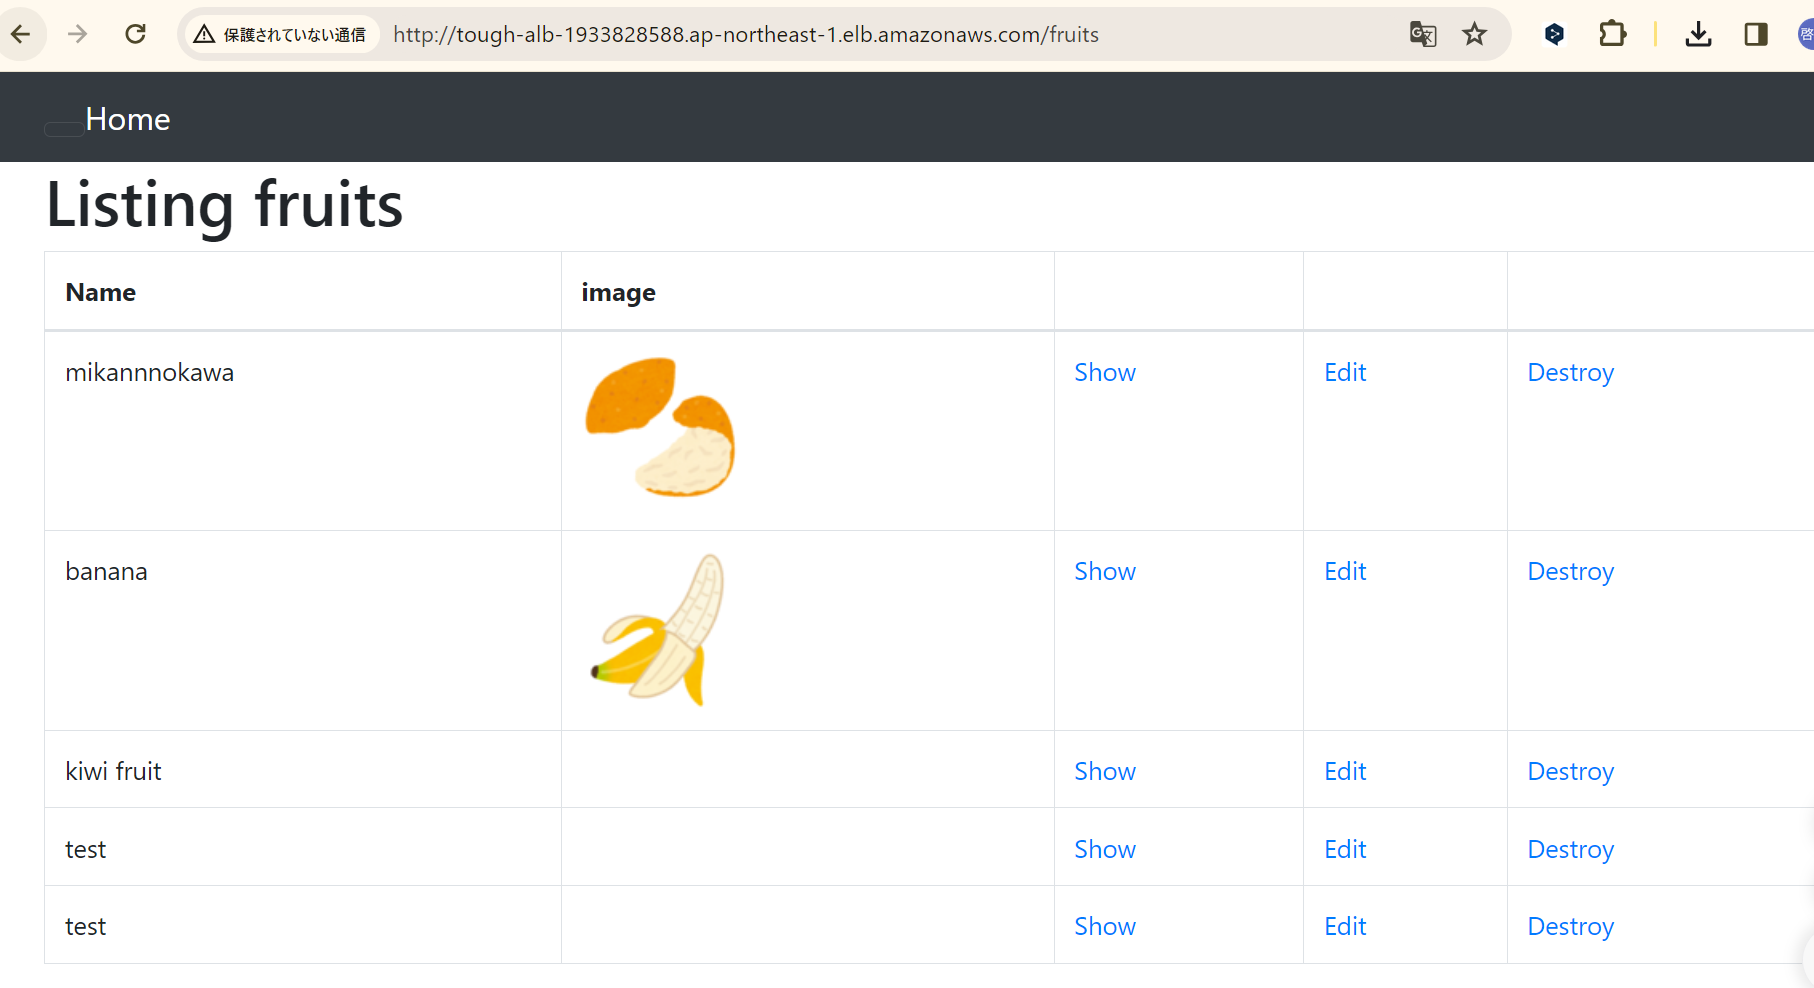 保護されていない通信 http://tough-alb-1933828588.ap-northeast-1.elb.amazonaws.com/fruits
Home
Listing fruits
Name image
mikannnokawa Show Edit Destroy
banana Show Edit Destroy
kiwi fruit Show Edit Destroy
test Show Edit Destroy
test Show Edit Destroy